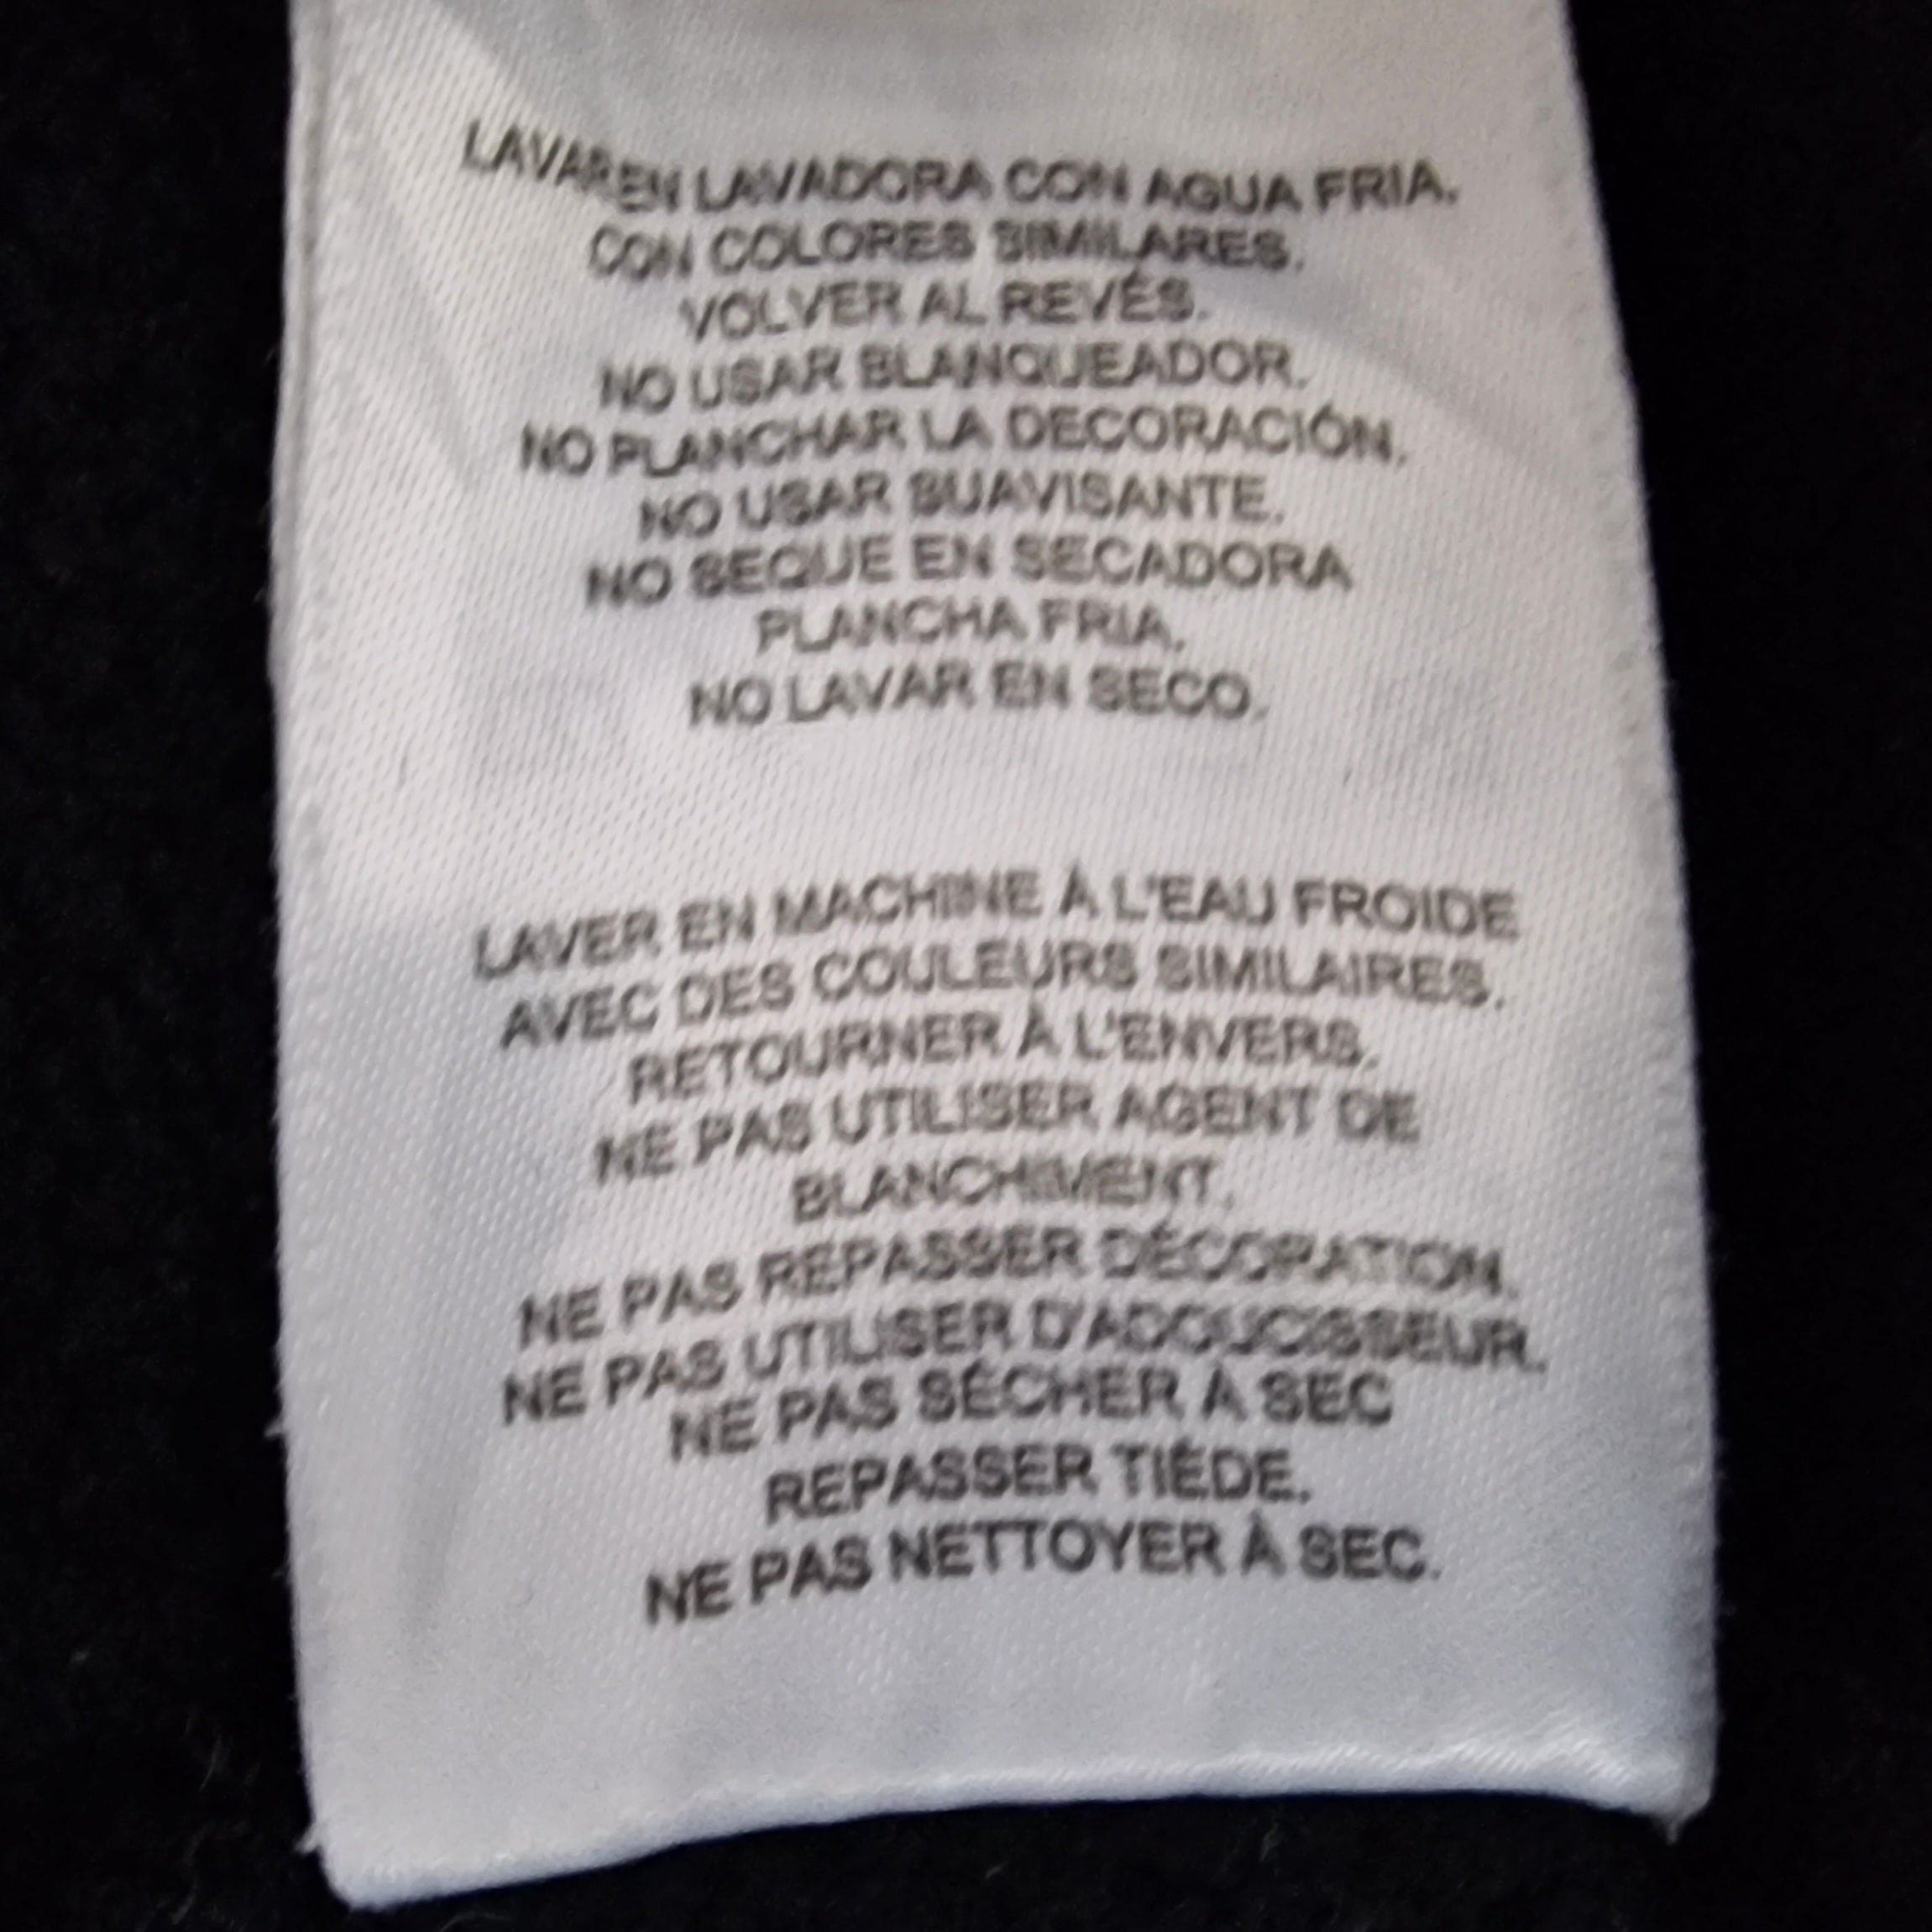 LAVAR EN LAVADORA CON AGUA FRIA.
CON COLORES SIMILARES.
VOLVER AL REVÉS.
NO USAR BLANQUEADOR.
NO PLANCHAR LA DECORACIÓN.
NO USAR SUAVISANTE.
NO SEQUE EN SECADORA
PLANCHA FRIA.
NO LAVAR EN SECO.
LAVER EN MACHINE À L'EAU FROIDE
AVEC DES COULEURS SIMILAIRES.
RETOURNER À L'ENVERS.
NE PAS UTILISER AGENT DE
BLANCHIMENT.
NE PAS REPASSER DÉCORATION.
NE PAS UTILISER D'ADOUCISSEUR.
NE PAS SÉCHER À SEC
REPASSER TIÈDE.
NE PAS NETTOYER À SEC.